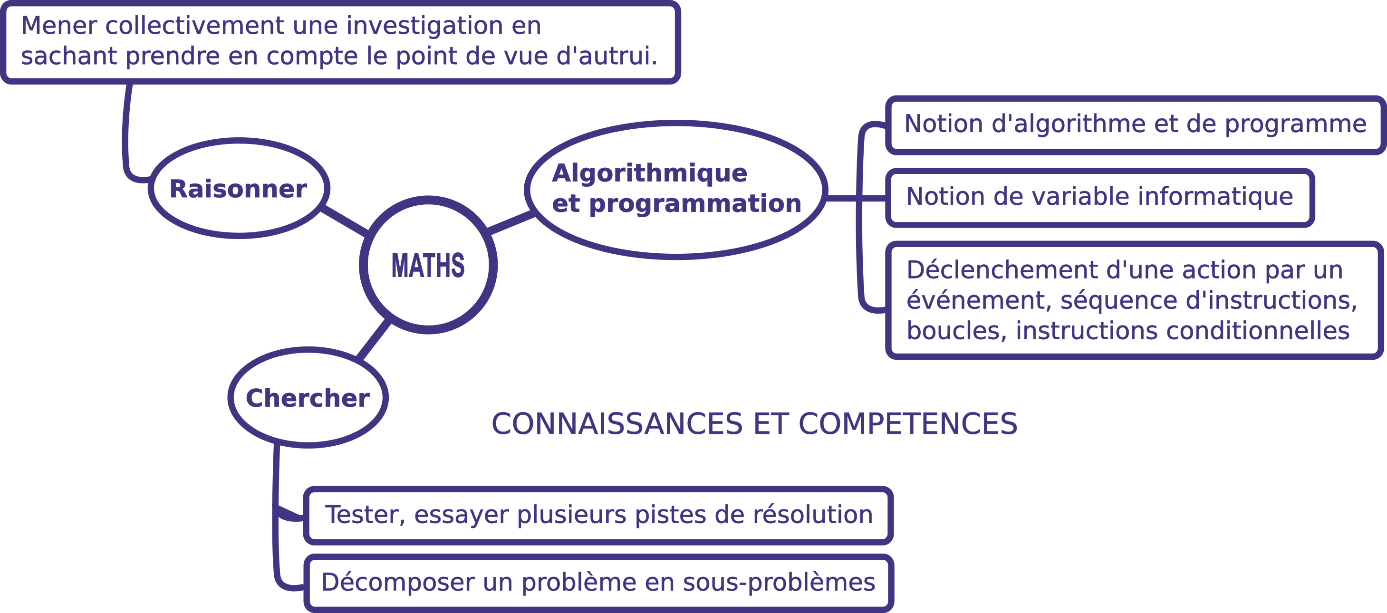 Mener collectivement une investigation en
sachant prendre en compte le point de vue d'autrui.
Raisonner
MATHS
Algorithmique
et programmation
Notion d'algorithme et de programme
Notion de variable informatique
Déclenchement d'une action par un
événement, séquence d'instructions,
boucles, instructions conditionnelles
Chercher
CONNAISSANCES ET COMPETENCES
Tester, essayer plusieurs pistes de résolution
Décomposer un problème en sous-problèmes